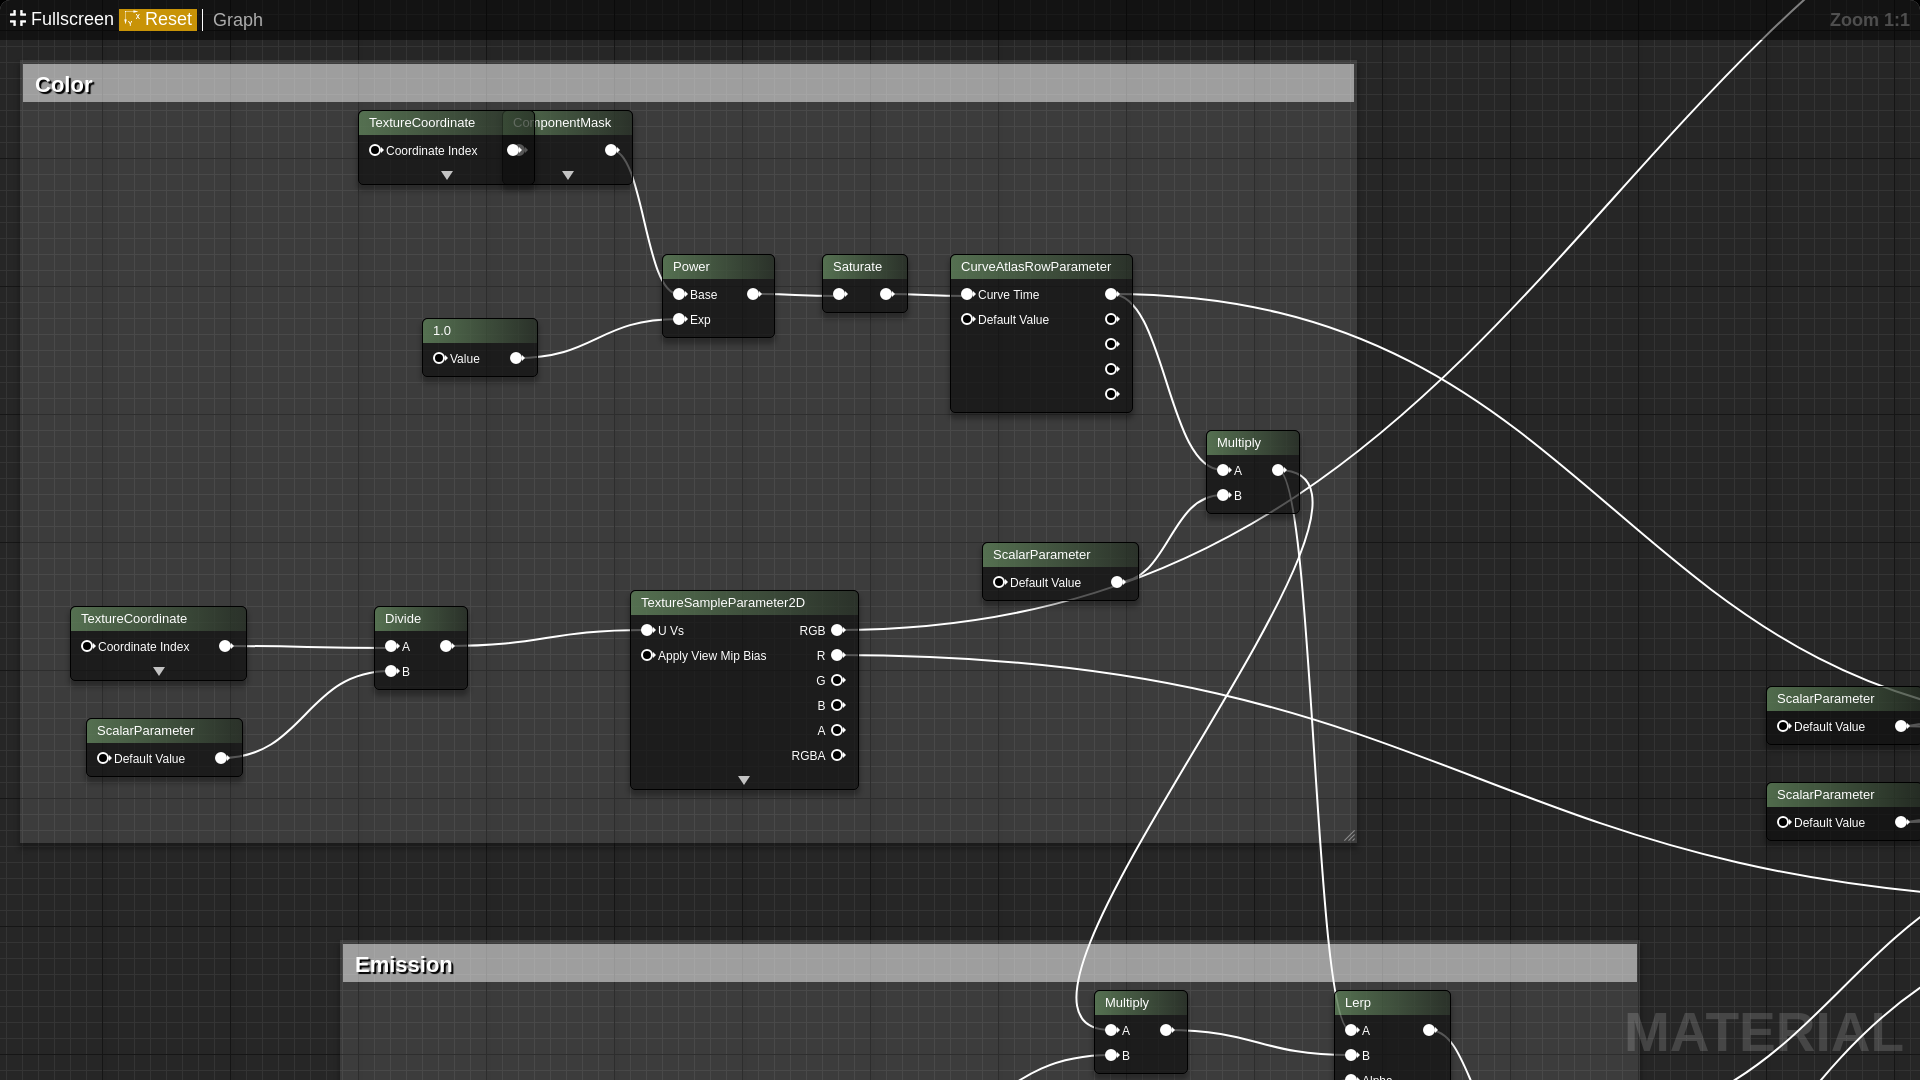 Fullscreen Reset Graph Zoom 1:1
Color
TextureCoordinate ComponentMask
Coordinate Index
Power Saturate CurveAtlasRowParameter
Base Curve Time
Exp Default Value
1.0
Value
Multiply
A
B
ScalarParameter
Default Value
TextureSampleParameter2D
U Vs RGB
Apply View Mip Bias R
G
B
A
RGBA
TextureCoordinate Divide
Coordinate Index A
B
ScalarParameter
Default Value
ScalarParameter
Default Value
ScalarParameter
Default Value
Emission
Multiply Lerp
A A
B B
Alpha
MATERIAL